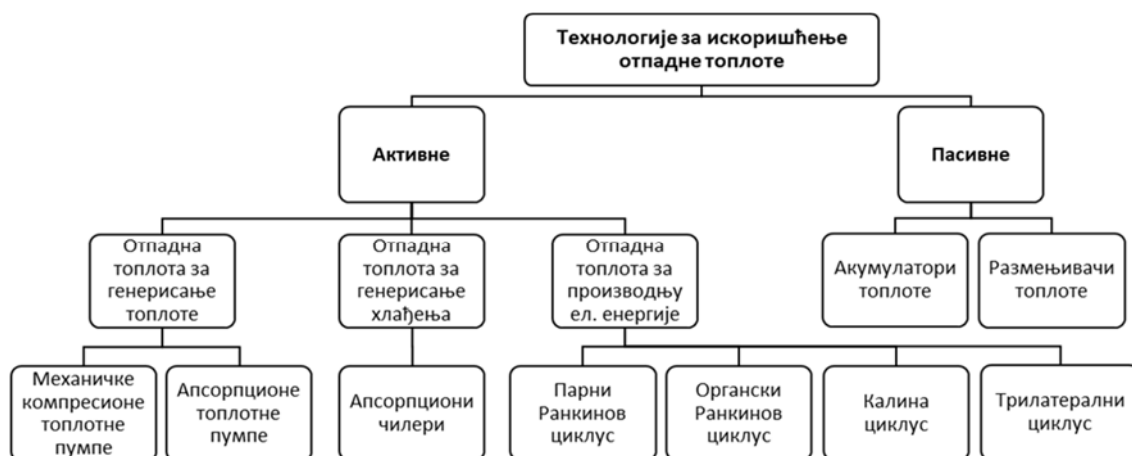 Технологије за искоришћење
отпадне топлоте
Активне
Пасивне
Отпадна
топлота за
генерисање
топлоте
Отпадна
топлота за
генерисање
хлађења
Отпадна
топлота за
производњу
ел. енергије
Акумулатори
топлоте
Размењивачи
топлоте
Механичке
компресионе
топлотне
пумпе
Апсорпционе
топлотне
пумпе
Апсорпциони
чилери
Парни
Ранкинов
циклус
Органски
Ранкинов
циклус
Калина
циклус
Трилатерални
циклус